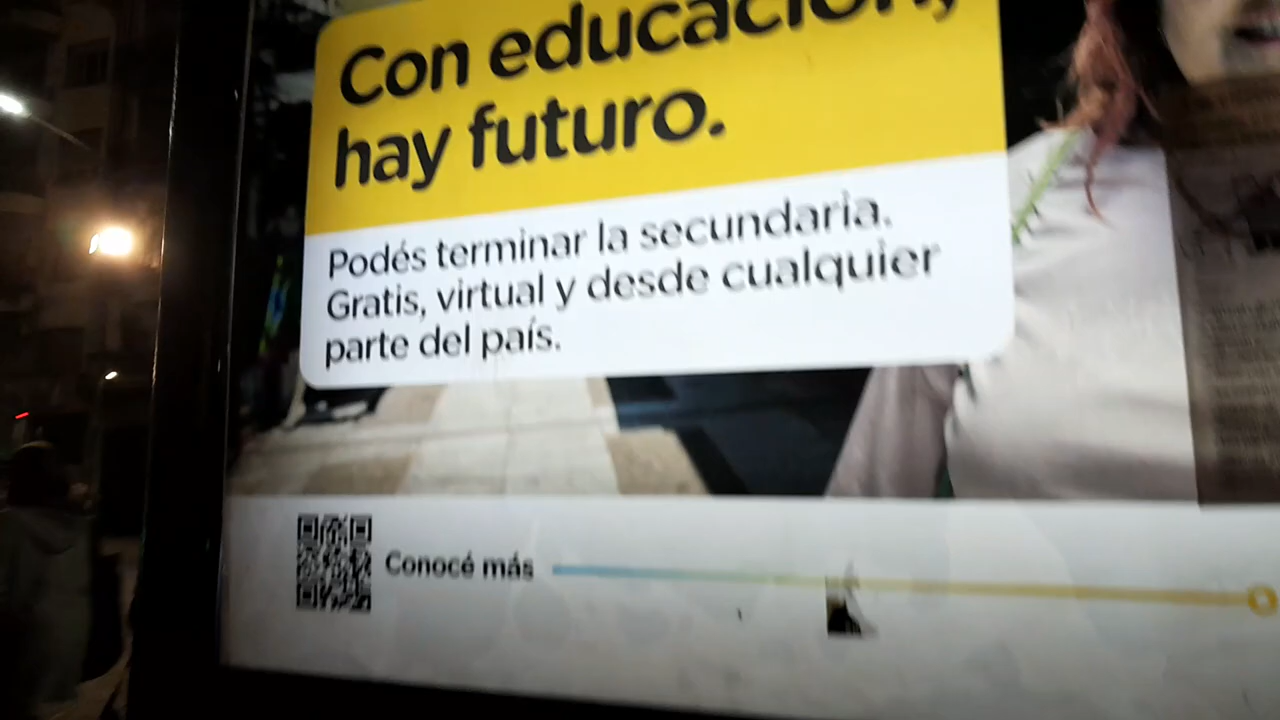 Con educación,
hay futuro.
Podés terminar la secundaria.
Gratis, virtual y desde cualquier
parte del país.
Conocé más